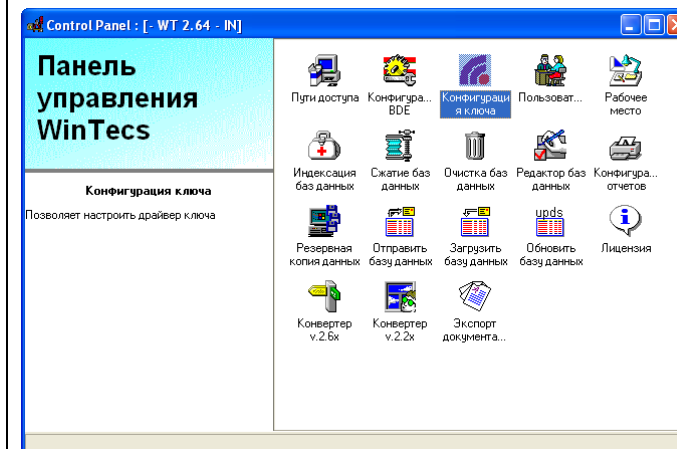 Control Panel : [- WT 2.64 - IN]
Панель
управления
WinTecs
Конфигурация ключа
Позволяет настроить драйвер ключа
Пути доступа
Конфигура...
BDE
Конфигураци
я ключа
Пользоват...
Рабочее
место
Индексация
баз данных
Сжатие баз
данных
Очистка баз
данных
Редактор баз
данных
Конфигура...
отчетов
Резервная
копия данных
Отправить
базу данных
Загрузить
базу данных
upds
Обновить
базу данных
Лицензия
Конвертер
v.2.6x
Конвертер
v.2.2x
Экспорт
документа...